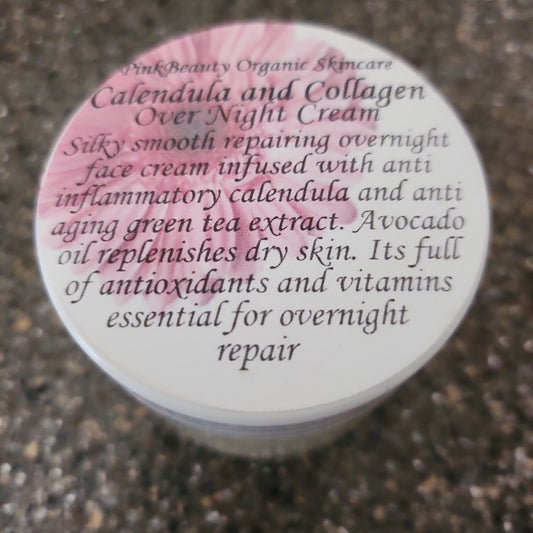 PinkBeauty Organic Skincare
Calendula and Collagen
Over Night Cream
Silky smooth repairing overnight
face cream infused with anti
inflammatory calendula and anti
aging green tea extract. Avocado
oil replenishes dry skin. Its full
of antioxidants and vitamins
essential for overnight
repair